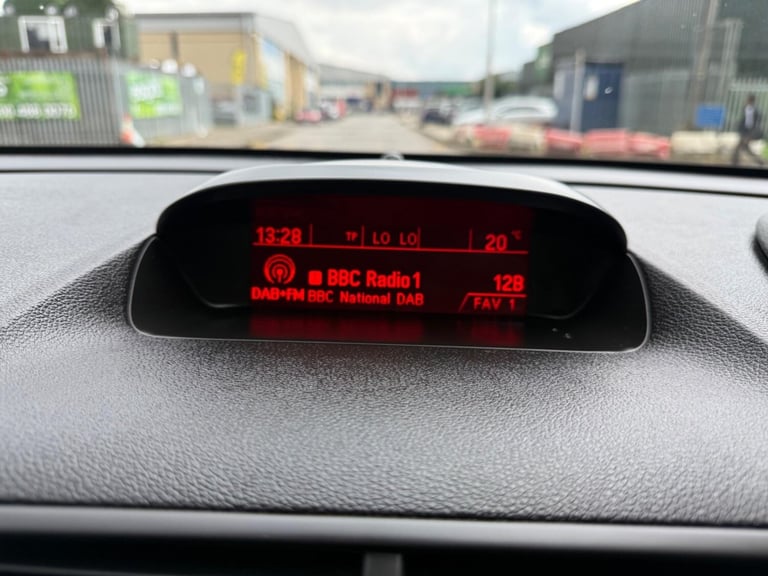 13:28 TP LO LO 20 °C
BBC Radio 1 12B
DAB+FM BBC National DAB FAV 1